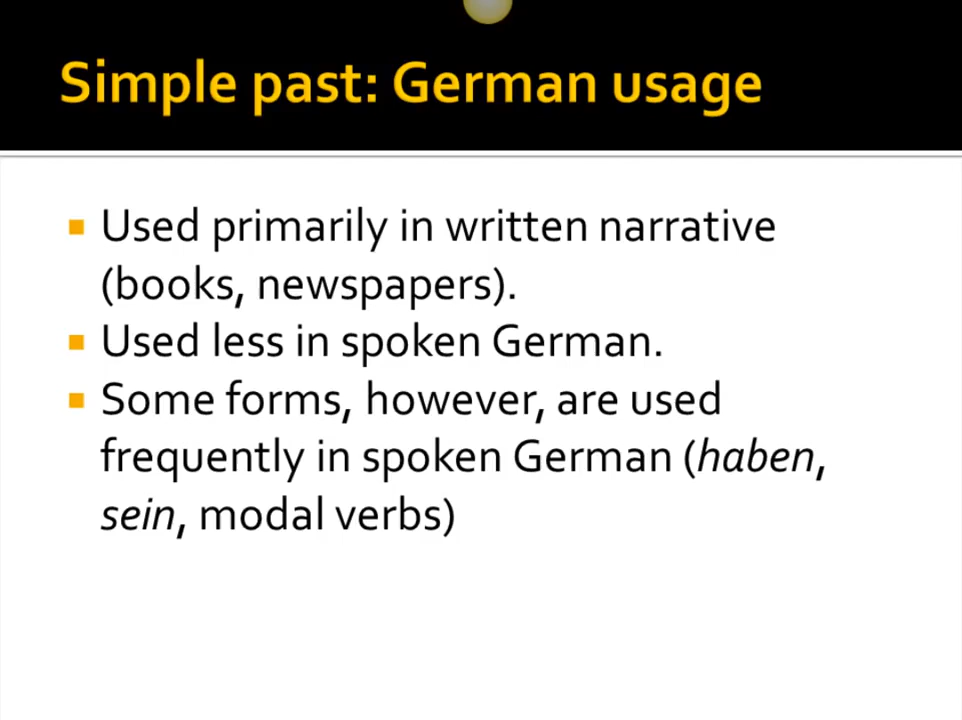 Simple past: German usage
Used primarily in written narrative
(books, newspapers).
Used less in spoken German.
Some forms, however, are used
frequently in spoken German (haben,
sein, modal verbs)